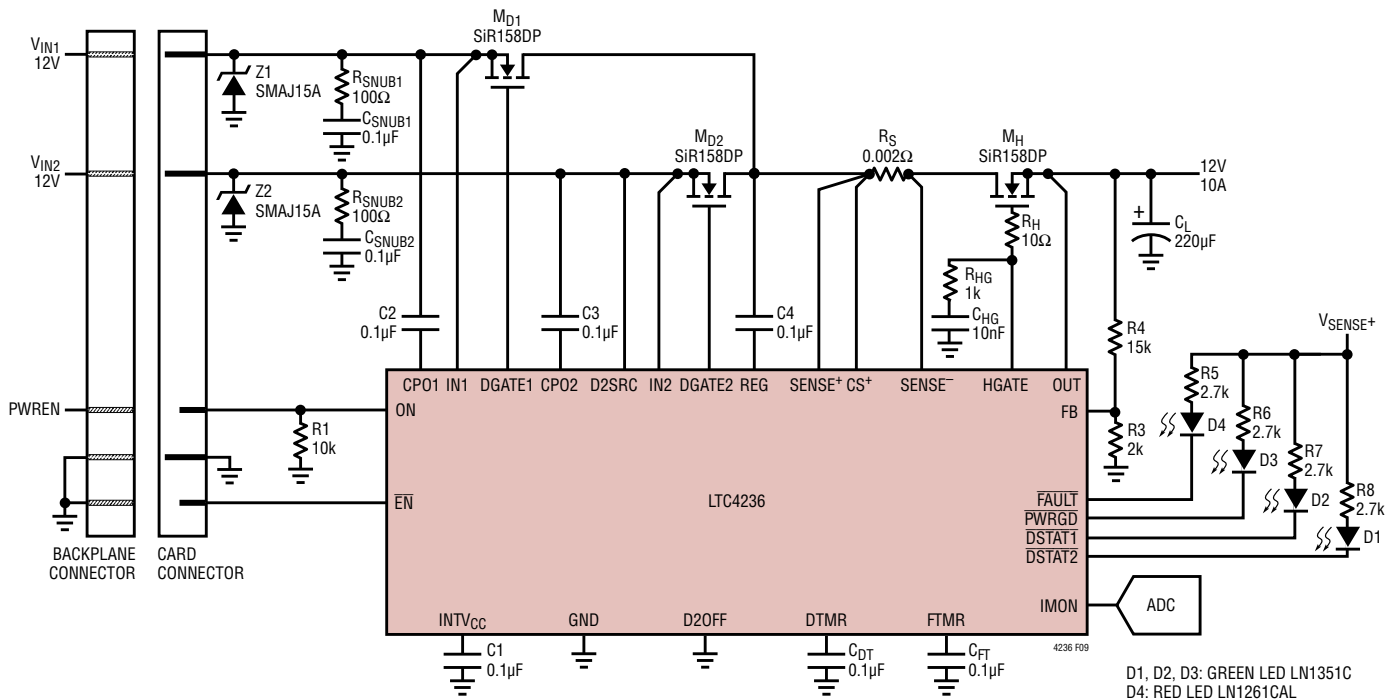 VIN1
12V
VIN2
12V
PWREN
BACKPLANE
CONNECTOR
CARD
CONNECTOR
Z1
SMAJ15A
RSNUB1
100Ω
CSNUB1
0.1µF
Z2
SMAJ15A
RSNUB2
100Ω
CSNUB2
0.1µF
MD1
SiR158DP
MD2
SiR158DP
RS
0.002Ω
MH
SiR158DP
12V
10A
+
CL
220µF
RH
10Ω
RHG
1k
CHG
10nF
C2
0.1µF
C3
0.1µF
C4
0.1µF
R4
15k
VSENSE+
R5
2.7k
D4
R6
2.7k
D3
R7
2.7k
D2
R8
2.7k
D1
R3
2k
R1
10k
CPO1 IN1 DGATE1 CPO2 D2SRC IN2 DGATE2 REG SENSE+ CS+ SENSE− HGATE OUT
ON
FB
EN
LTC4236
FAULT
PWRGD
DSTAT1
DSTAT2
IMON
ADC
INTVCC GND D2OFF DTMR FTMR
C1
0.1µF
CDT
0.1µF
CFT
0.1µF
4236 F09
D1, D2, D3: GREEN LED LN1351C
D4: RED LED LN1261CAL